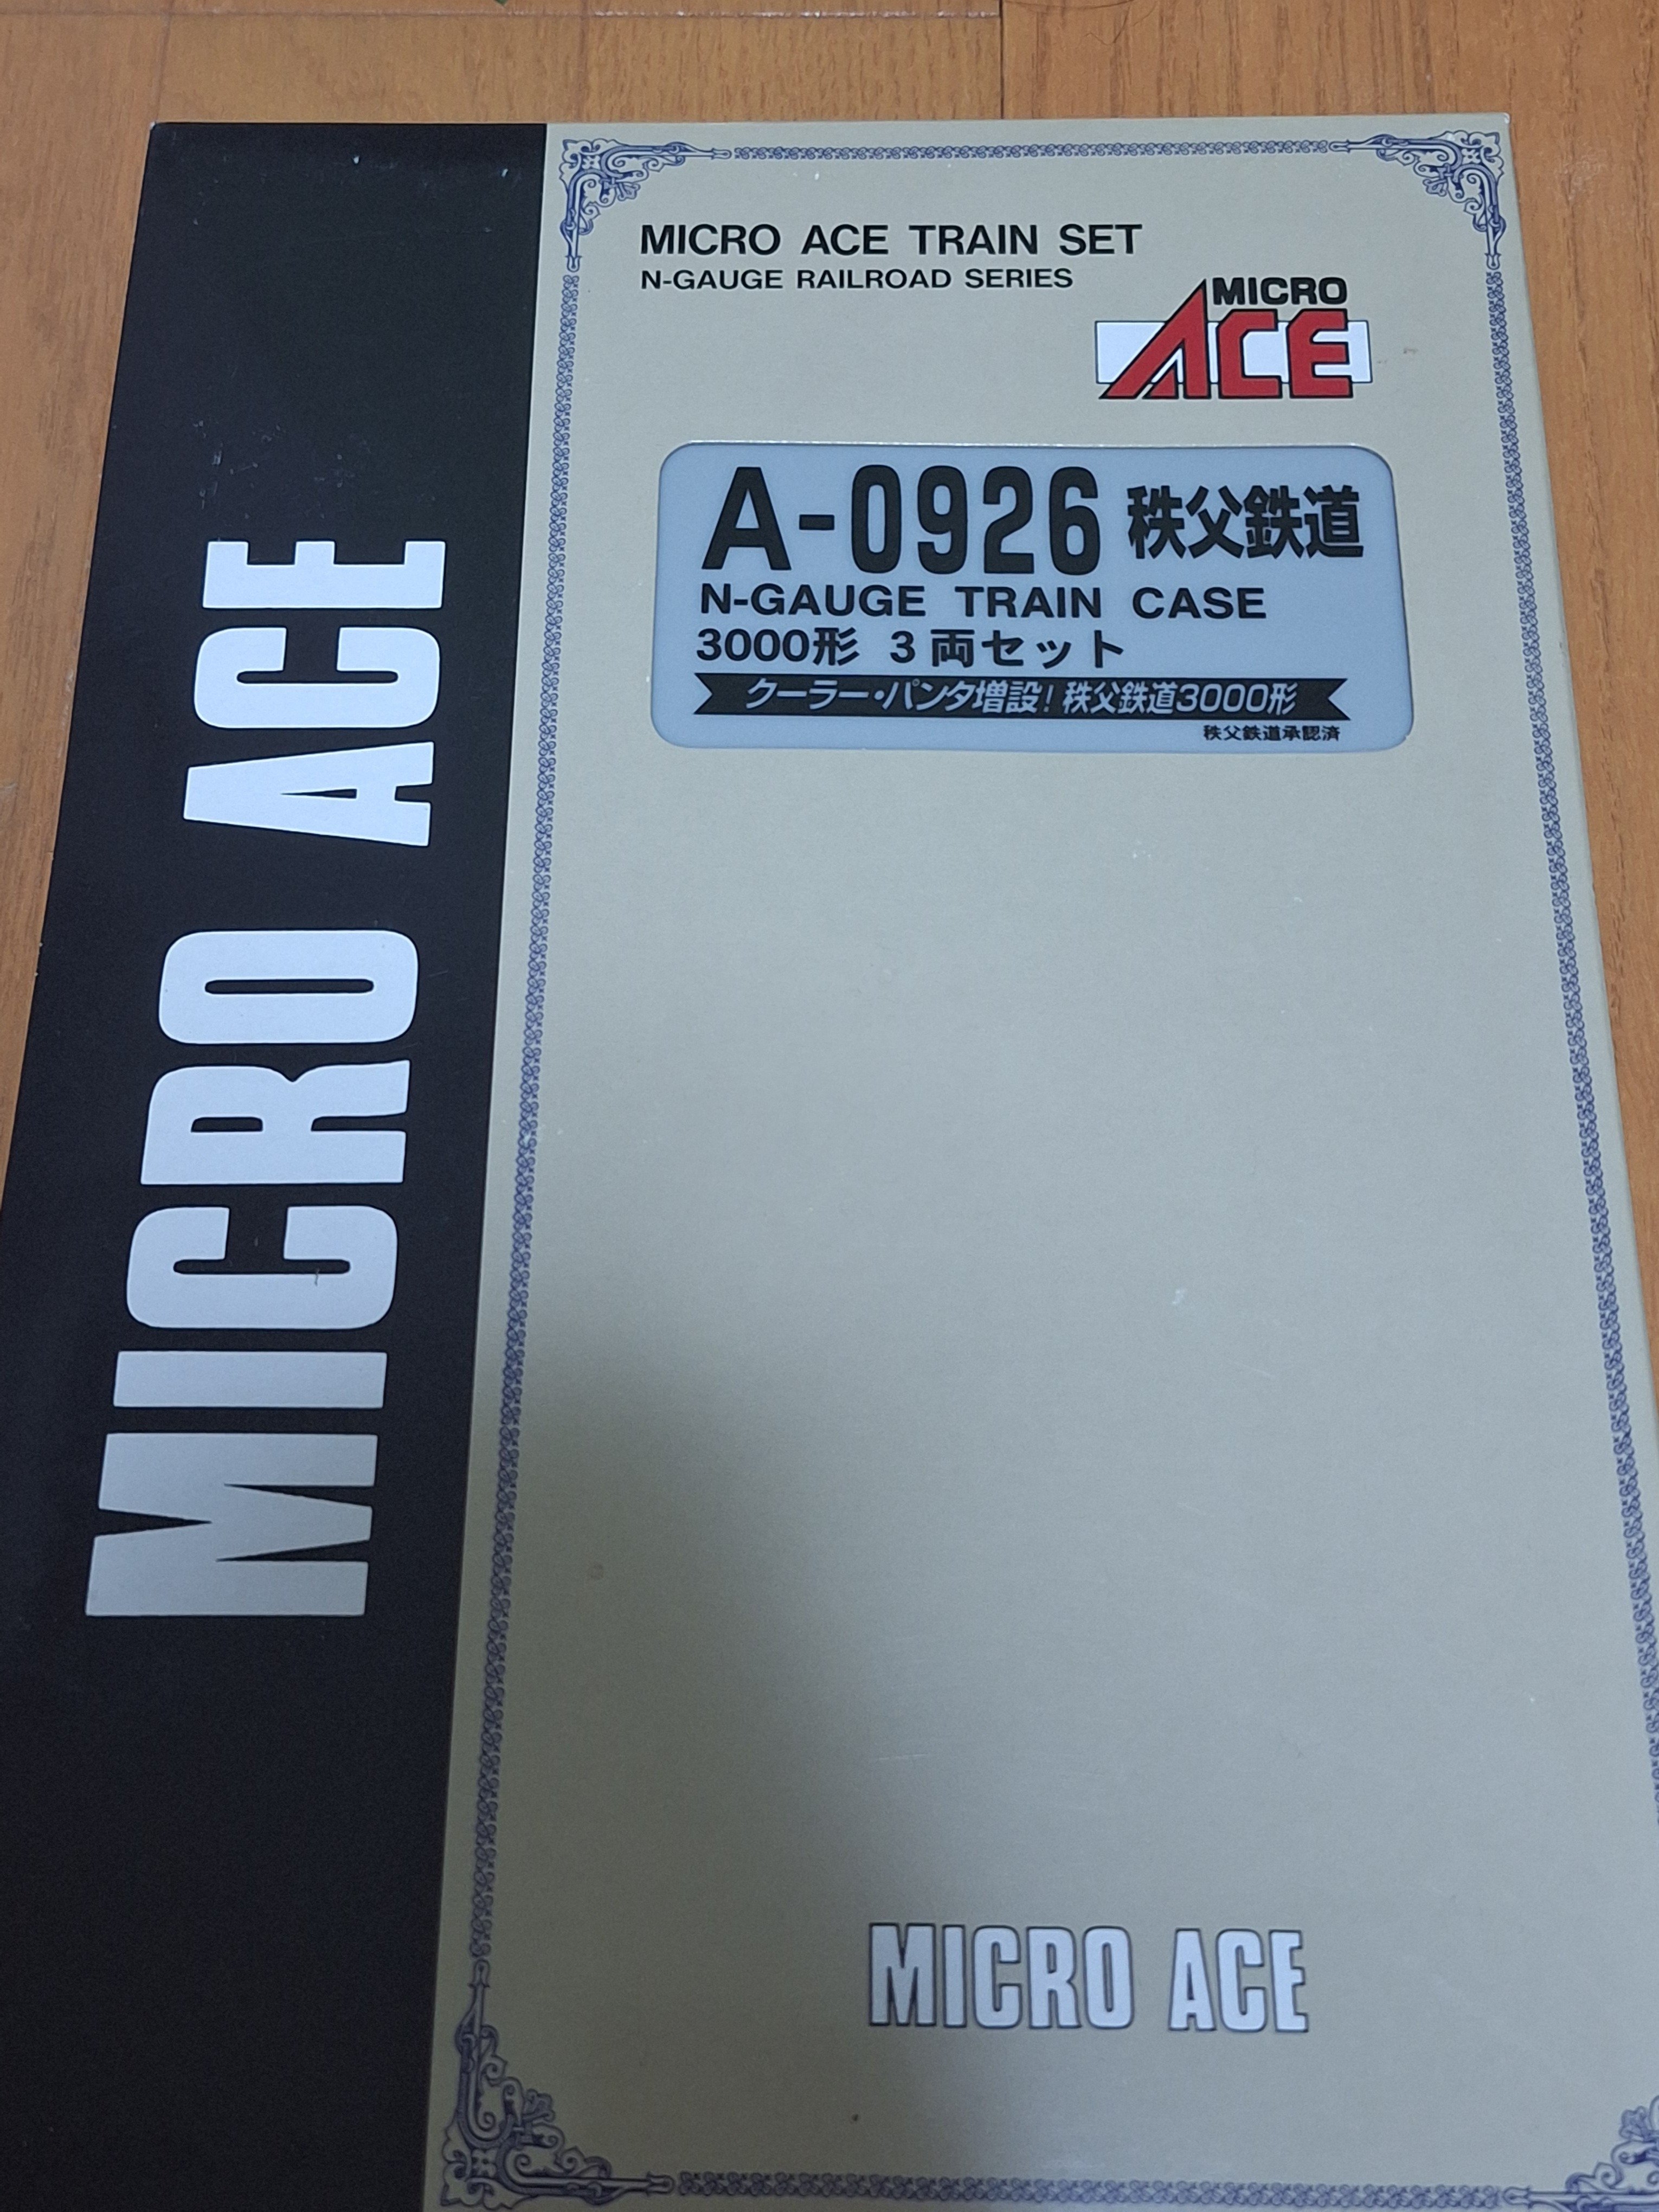 MICRO ACE
MICRO ACE TRAIN SET
N-GAUGE RAILROAD SERIES
MICRO
ACE
A-0926 秩父鉄道
N-GAUGE TRAIN CASE
3000形 3両セット
クーラー・パンタ増設! 秩父鉄道3000形
秩父鉄道承認済
MICRO ACE